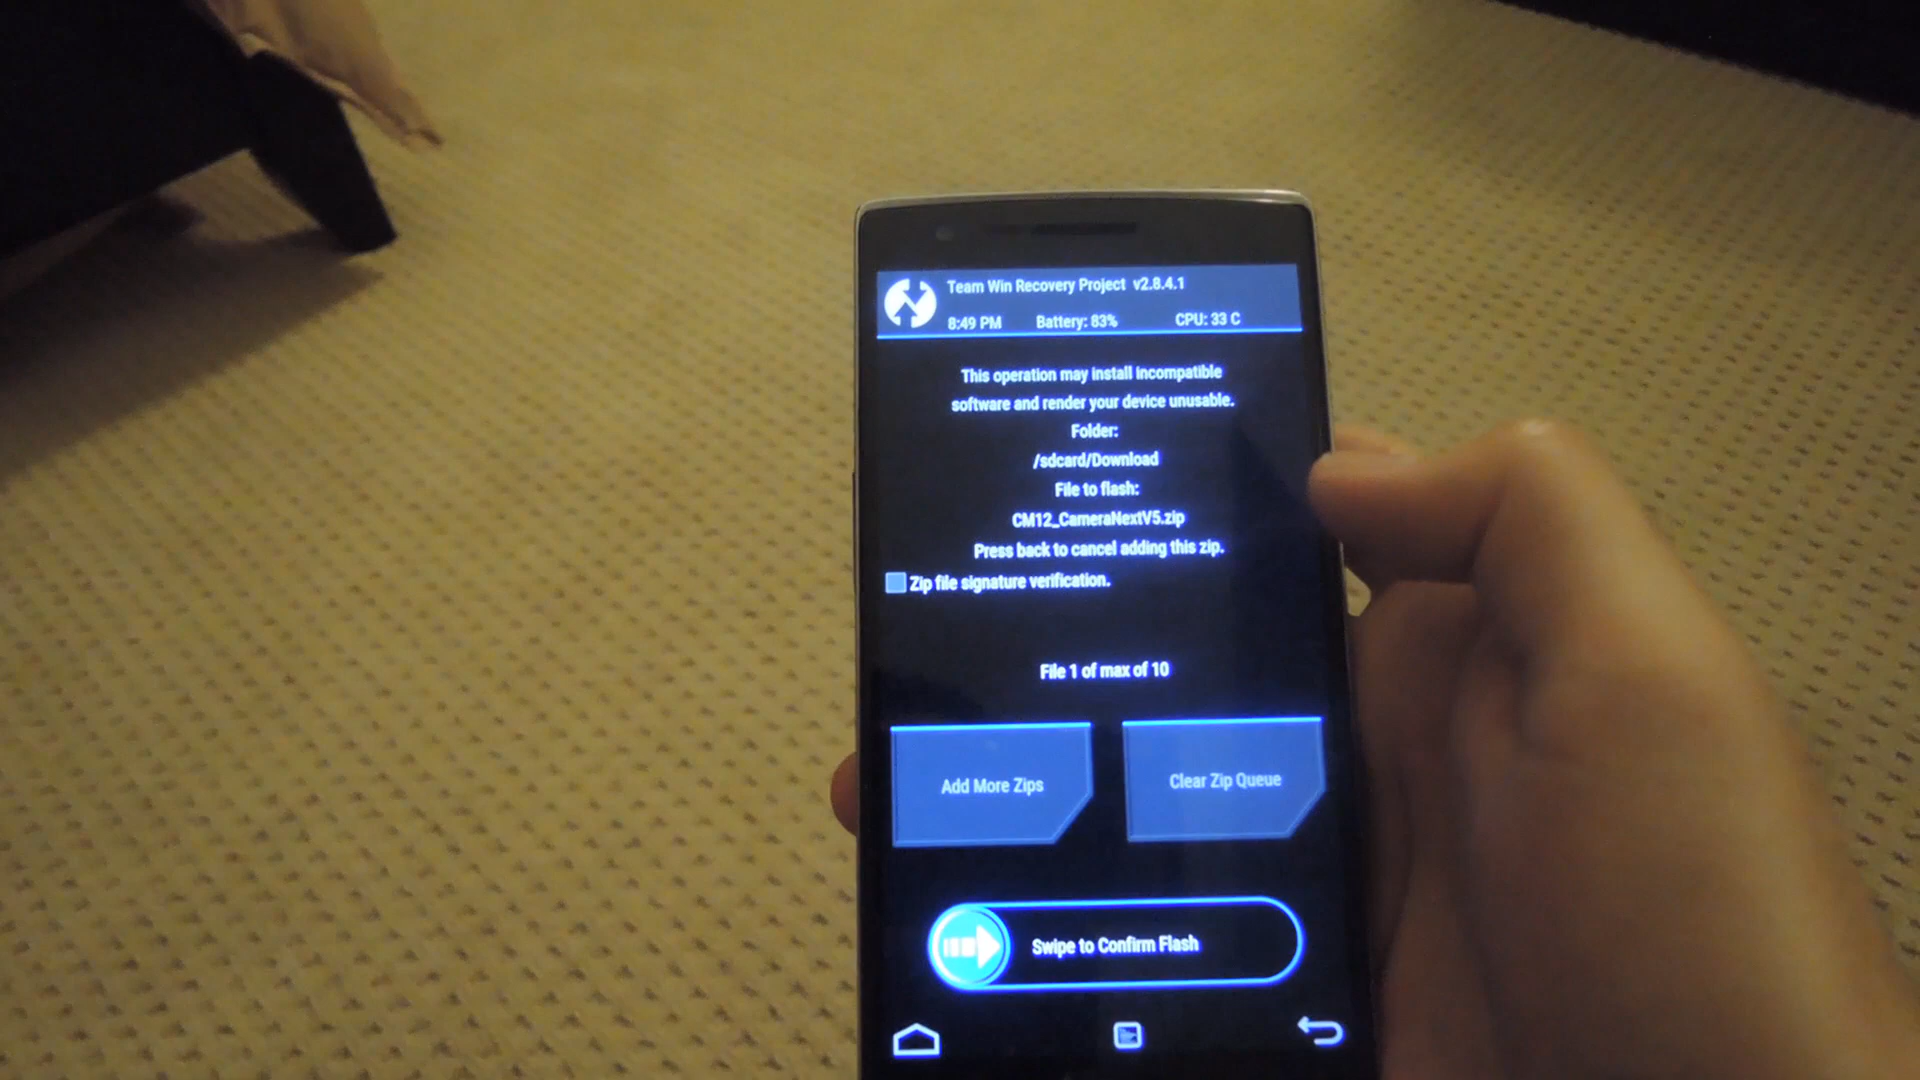 Team Win Recovery Project v2.8.4.1
8:49 PM Battery: 83% CPU: 33 C
This operation may install incompatible
software and render your device unusable.
Folder:
/sdcard/Download
File to flash:
CM12_CameraNextV5.zip
Press back to cancel adding this zip.
Zip file signature verification.
File 1 of max of 10
Add More Zips
Clear Zip Queue
Swipe to Confirm Flash